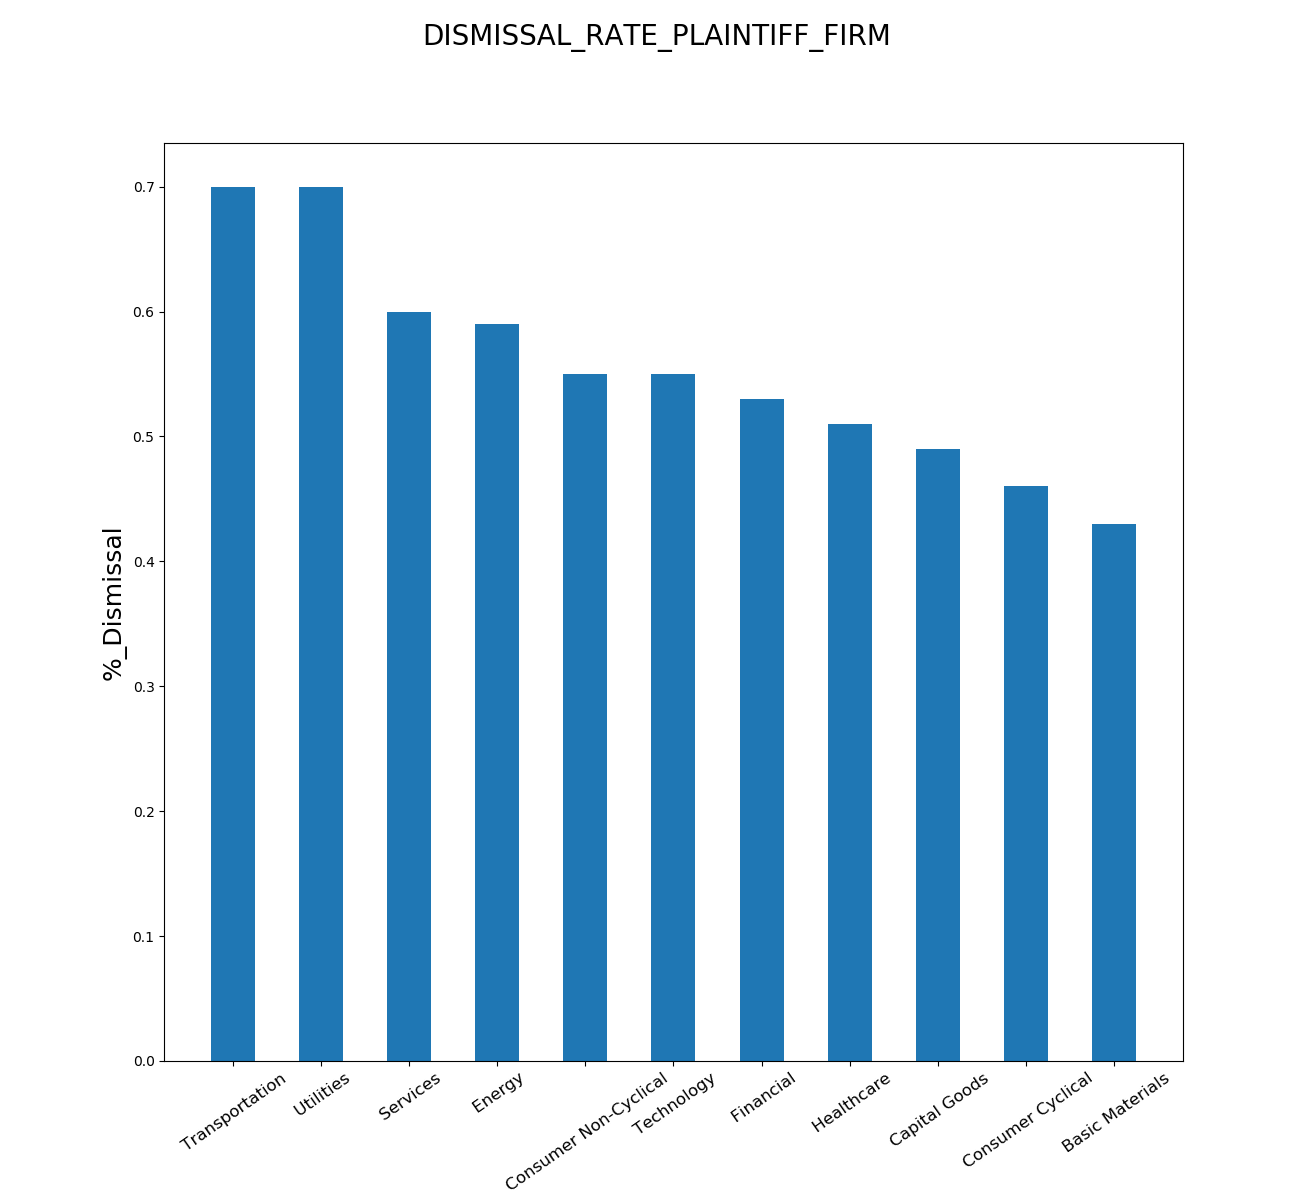 DISMISSAL_RATE_PLAINTIFF_FIRM
%_Dismissal
0.7
0.6
0.5
0.4
0.3
0.2
0.1
0.0
Transportation
Utilities
Services
Energy
Consumer Non-Cyclical
Technology
Financial
Healthcare
Capital Goods
Consumer Cyclical
Basic Materials